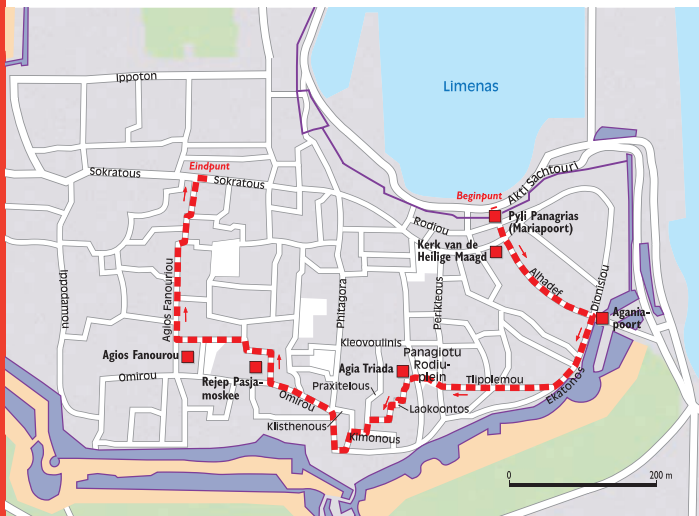 Ippoton
Limenas
Sokratous
Eindpunt
Sokratous
Beginpunt
Akti Sachtouri
Rodiou
Pyli Panagrias
(Mariapoort)
Kerk van de
Heilige Maagd
Alhadef
Dionisiou
Ippodamou
Agios Fanouriou
Phitagora
Perikleous
Agania-
poort
Kleovoulinis
Agios Fanourou
Omirou
Rejep Pasja-
moskee
Agia Triada
Panagiotu
Rodiu-
plein
Tlipolemou
Ekatonos
Praxitelous
Omirou
Laokoontos
Klisthenous
Kimonous
0
200 m